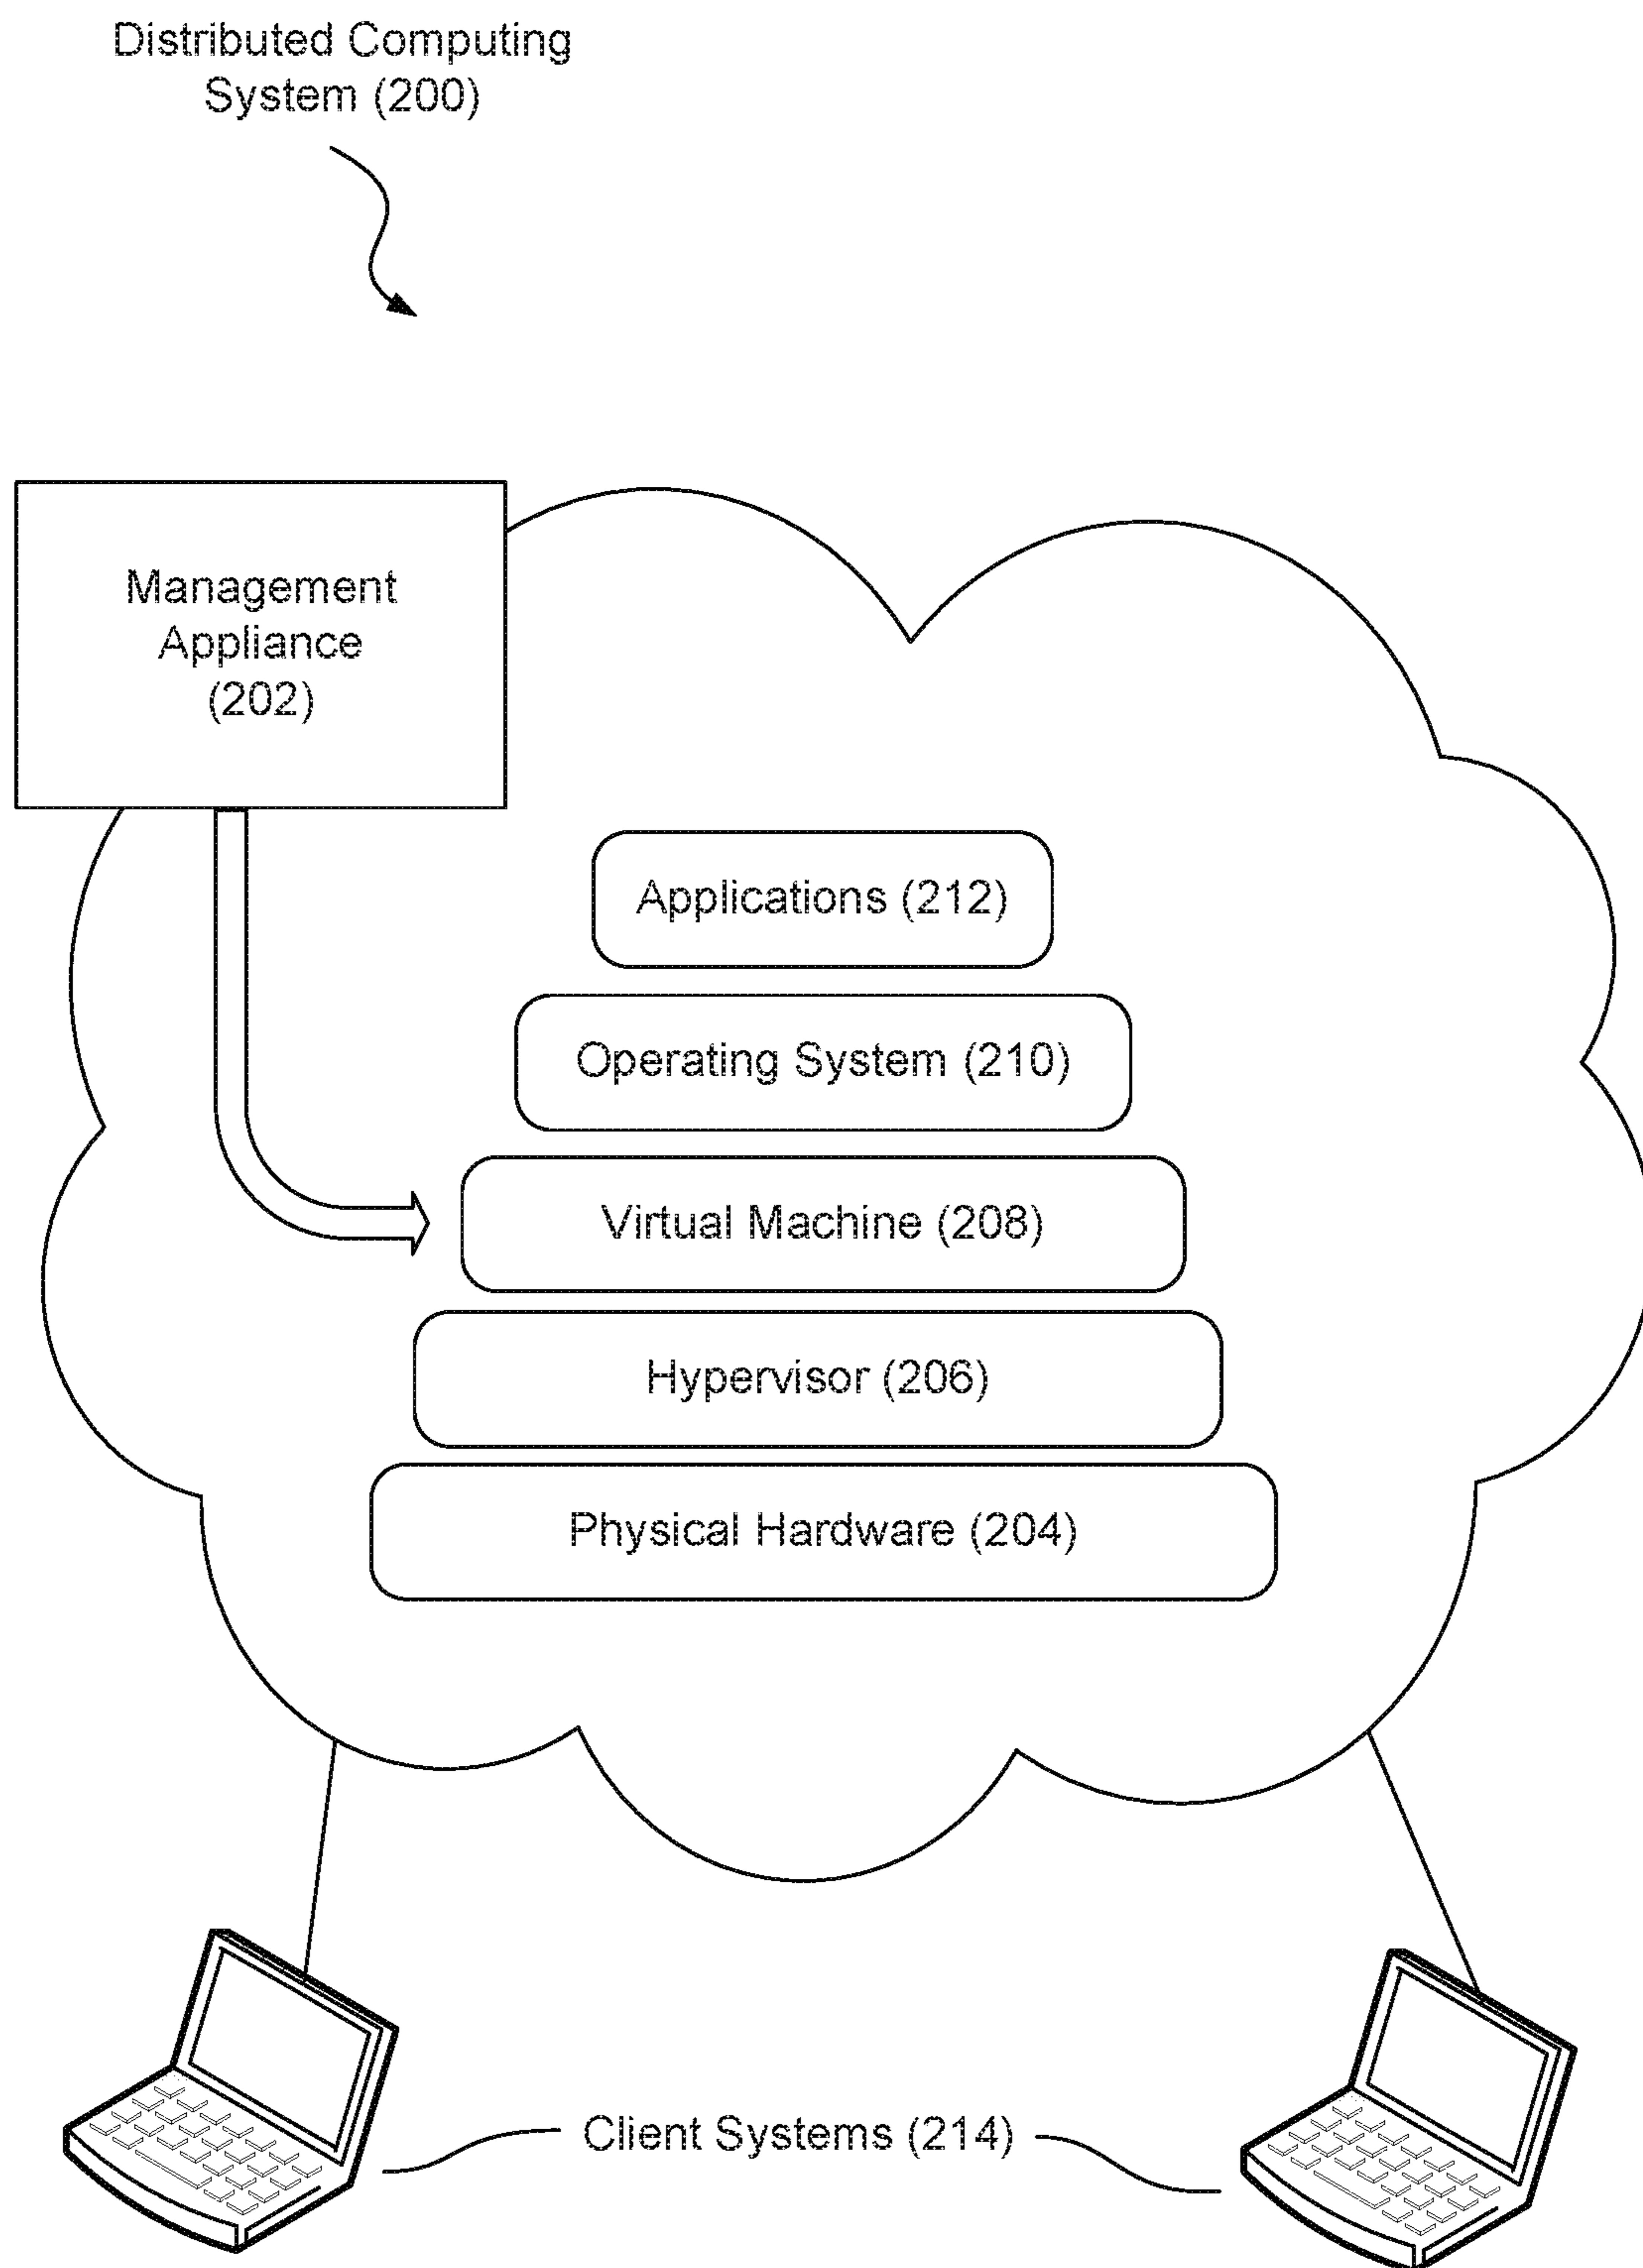 Distributed Computing
System (200)
Management
Appliance
(202)
Applications (212)
Operating System (210)
Virtual Machine (208)
Hypervisor (206)
Physical Hardware (204)
Client Systems (214)